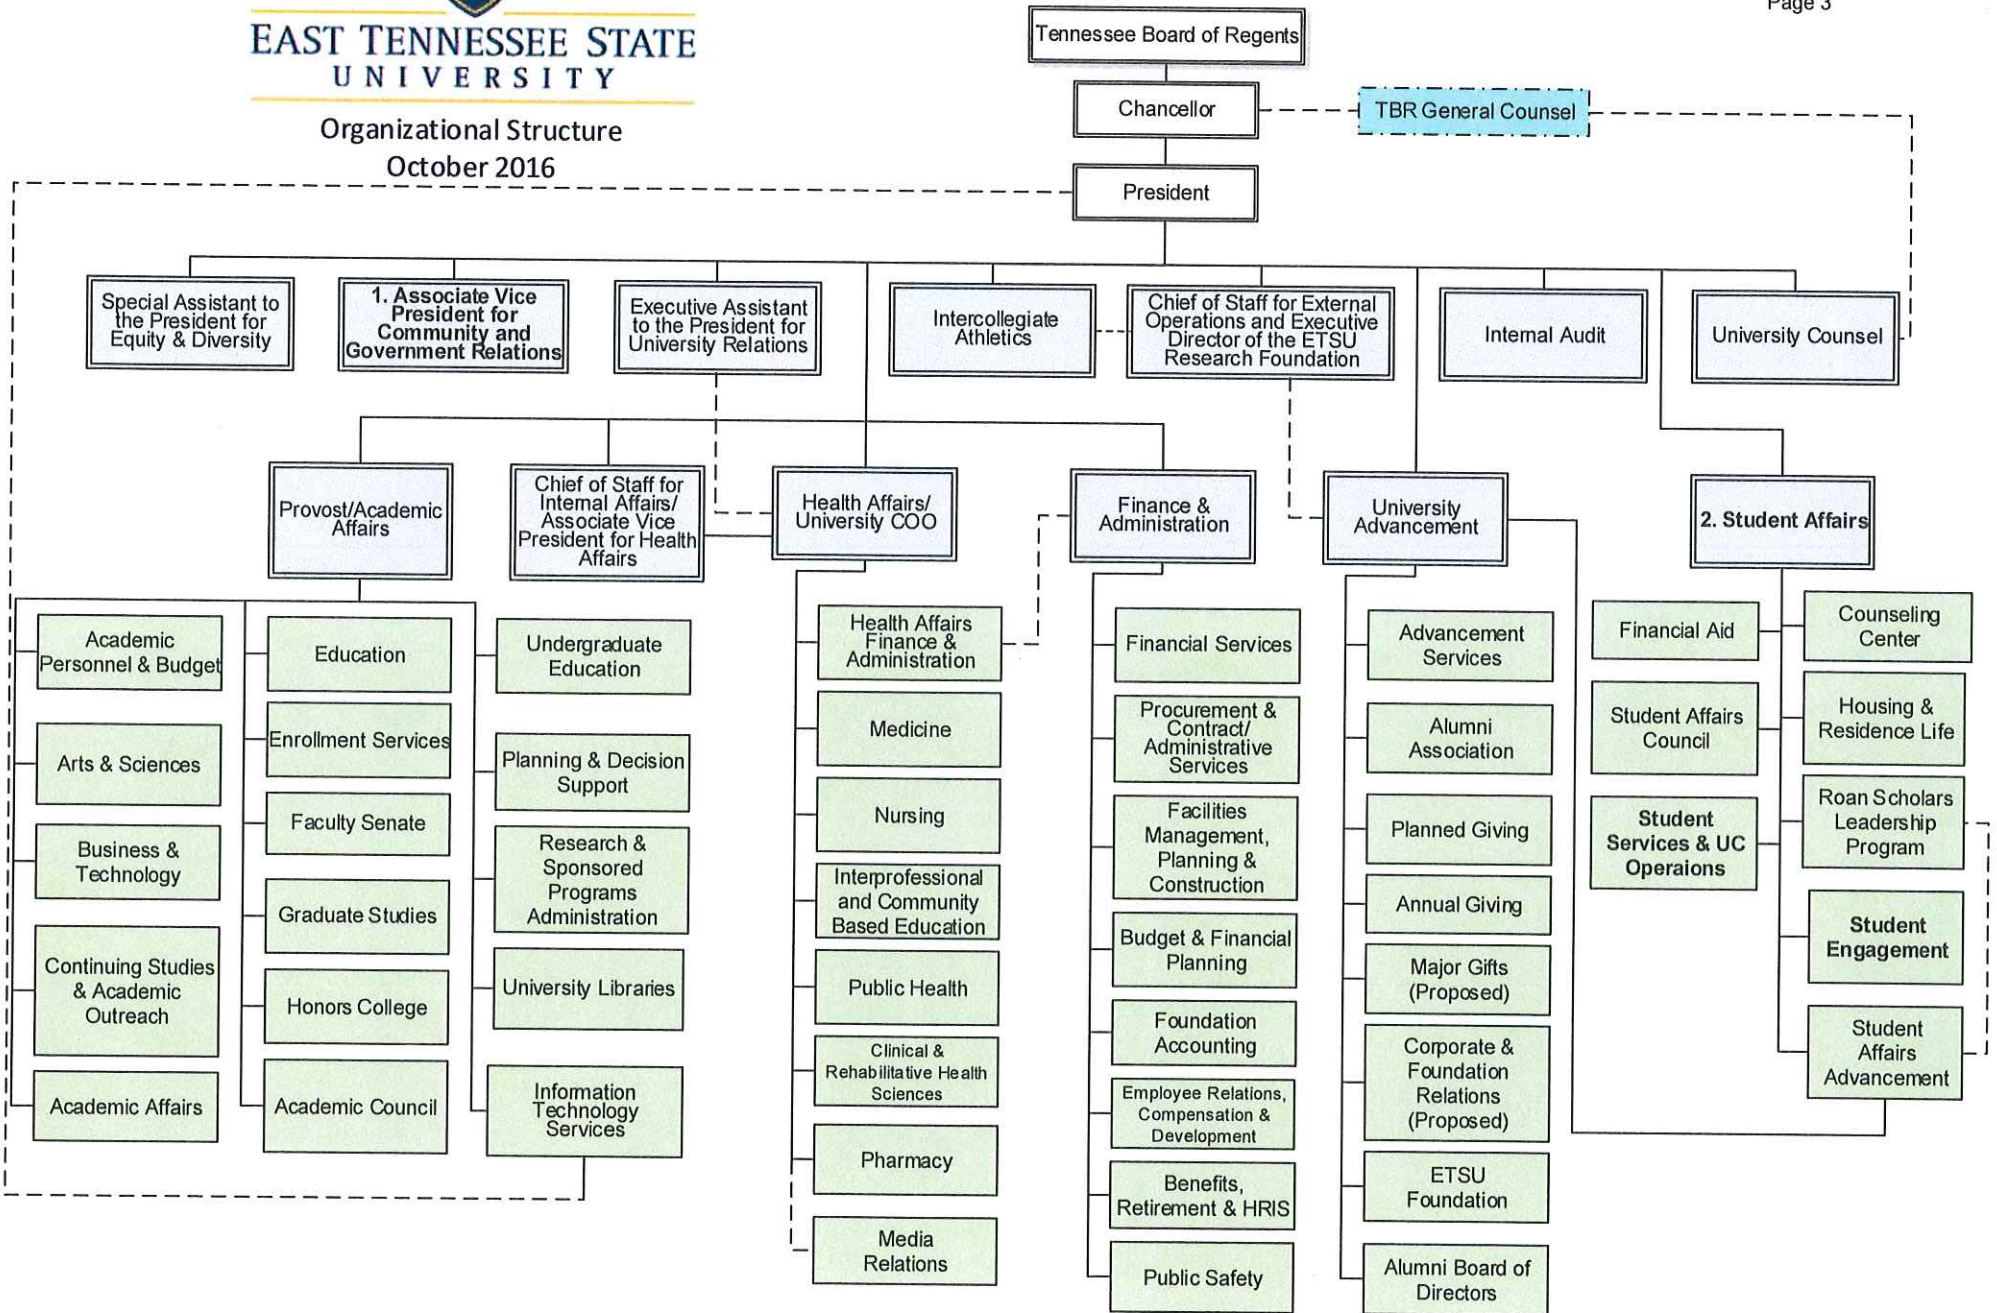 Page 3
EAST TENNESSEE STATE
UNIVERSITY
Organizational Structure
October 2016
Tennessee Board of Regents
Chancellor
TBR General Counsel
President
Special Assistant to
the President for
Equity & Diversity
1. Associate Vice
President for
Community and
Government Relations
Executive Assistant
to the President for
University Relations
Intercollegiate
Athletics
Chief of Staff for External
Operations and Executive
Director of the ETSU
Research Foundation
Internal Audit
University Counsel
Provost/Academic
Affairs
Chief of Staff for
Internal Affairs/
Associate Vice
President for Health
Affairs
Health Affairs/
University COO
Finance &
Administration
University
Advancement
2. Student Affairs
Academic
Personnel & Budget
Arts & Sciences
Business &
Technology
Continuing Studies
& Academic
Outreach
Academic Affairs
Education
Enrollment Services
Faculty Senate
Graduate Studies
Honors College
Academic Council
Undergraduate
Education
Planning & Decision
Support
Research &
Sponsored
Programs
Administration
University Libraries
Information
Technology
Services
Health Affairs
Finance &
Administration
Medicine
Nursing
Interprofessional
and Community
Based Education
Public Health
Clinical &
Rehabilitative Health
Sciences
Pharmacy
Media
Relations
Financial Services
Procurement &
Contract/
Administrative
Services
Facilities
Management,
Planning &
Construction
Budget & Financial
Planning
Foundation
Accounting
Employee Relations,
Compensation &
Development
Benefits,
Retirement & HRIS
Public Safety
Advancement
Services
Alumni
Association
Planned Giving
Annual Giving
Major Gifts
(Proposed)
Corporate &
Foundation
Relations
(Proposed)
ETSU
Foundation
Alumni Board of
Directors
Financial Aid
Student Affairs
Council
Student
Services & UC
Operaions
Counseling
Center
Housing &
Residence Life
Roan Scholars
Leadership
Program
Student
Engagement
Student
Affairs
Advancement